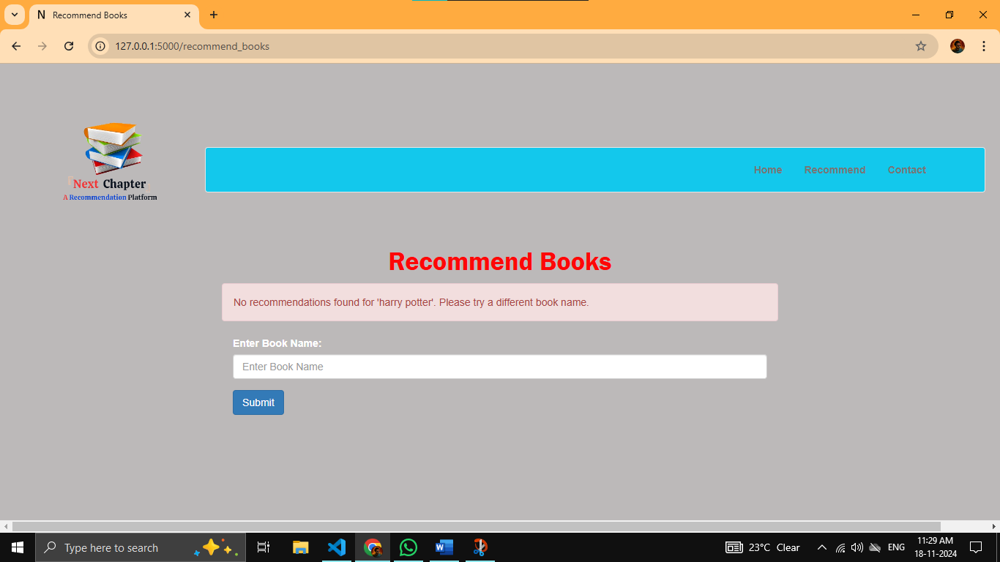 Recommend Books
127.0.0.1:5000/recommend_books
Next Chapter
A Recommendation Platform
Home Recommend Contact
Recommend Books
No recommendations found for 'harry potter'. Please try a different book name.
Enter Book Name:
Enter Book Name
Submit
Type here to search
23°C Clear
ENG
11:29 AM
18-11-2024